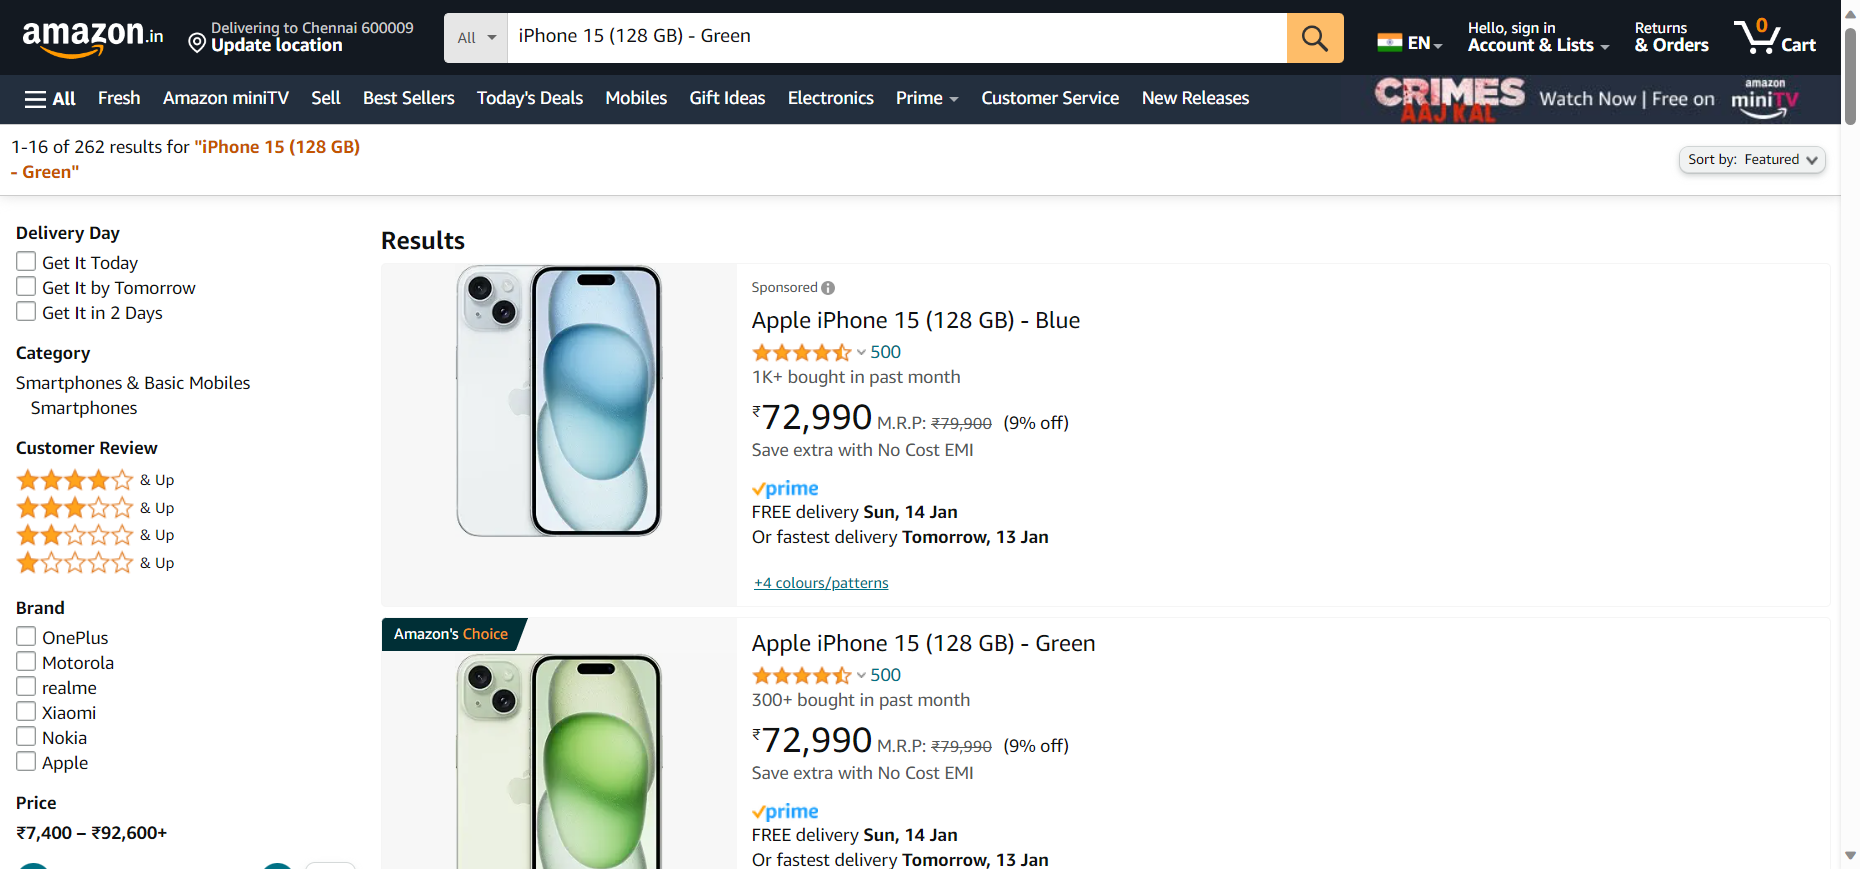 amazon.in
Delivering to Chennai 600009
Update location
All
iPhone 15 (128 GB) - Green
EN
Hello, sign in
Account & Lists
Returns
& Orders
0
Cart
All
Fresh
Amazon miniTV
Sell
Best Sellers
Today's Deals
Mobiles
Gift Ideas
Electronics
Prime
Customer Service
New Releases
CRIMES
AAJ KAL
Watch Now | Free on
amazon
miniTV
1-16 of 262 results for "iPhone 15 (128 GB)
- Green"
Sort by: Featured
Delivery Day
Get It Today
Get It by Tomorrow
Get It in 2 Days
Category
Smartphones & Basic Mobiles
Smartphones
Customer Review
& Up
& Up
& Up
& Up
Brand
OnePlus
Motorola
realme
Xiaomi
Nokia
Apple
Price
₹7,400 – ₹92,600+
Results
Sponsored
Apple iPhone 15 (128 GB) - Blue
500
1K+ bought in past month
₹72,990 M.R.P: ₹79,900 (9% off)
Save extra with No Cost EMI
prime
FREE delivery Sun, 14 Jan
Or fastest delivery Tomorrow, 13 Jan
+4 colours/patterns
Amazon's Choice
Apple iPhone 15 (128 GB) - Green
500
300+ bought in past month
₹72,990 M.R.P: ₹79,990 (9% off)
Save extra with No Cost EMI
prime
FREE delivery Sun, 14 Jan
Or fastest delivery Tomorrow, 13 Jan